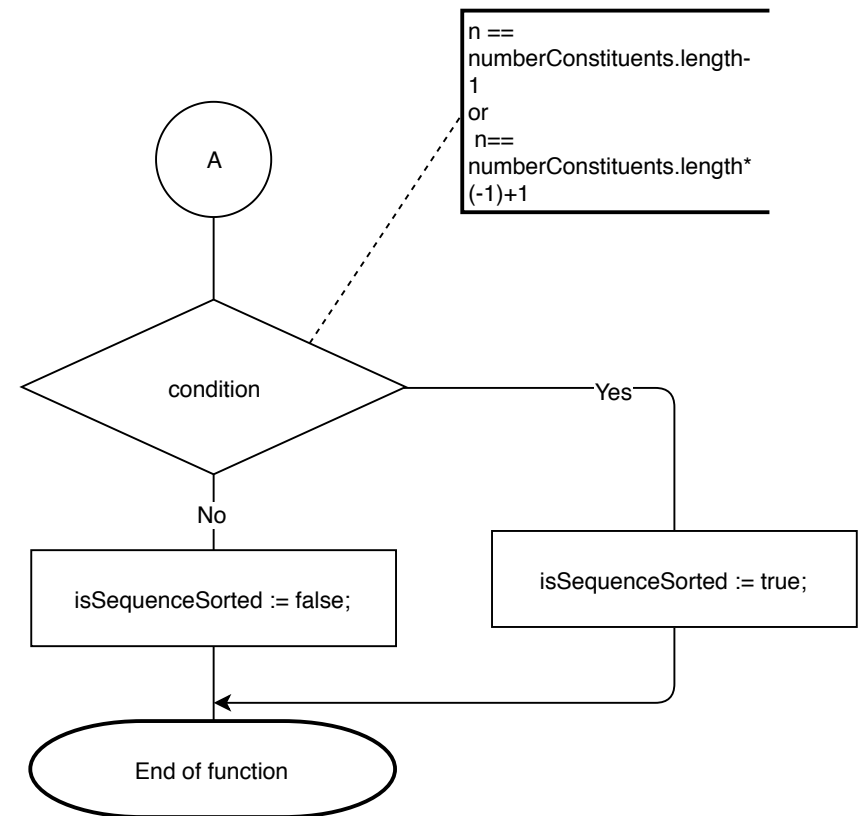 n ==
numberConstituents.length-
1
or
n==
numberConstituents.length*
(-1)+1
A
condition
Yes
No
isSequenceSorted := true;
isSequenceSorted := false;
End of function